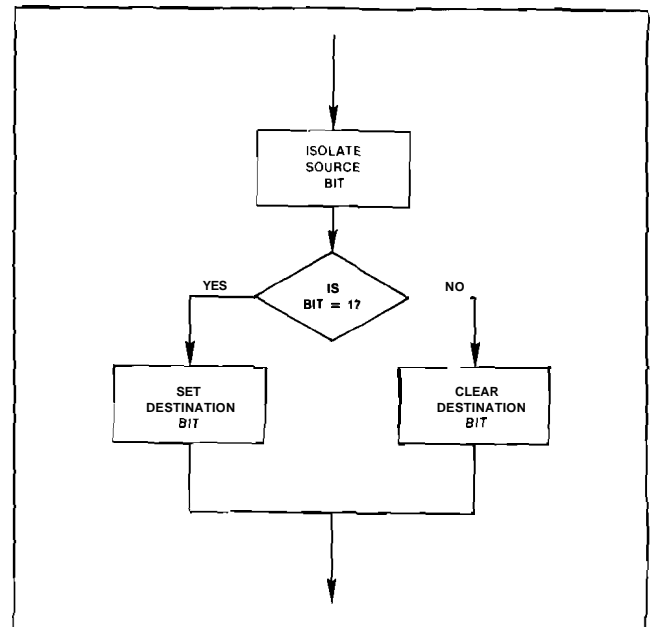 ISOLATE
SOURCE
BIT
IS
BIT = 1?
YES
NO
SET
DESTINATION
BIT
CLEAR
DESTINATION
BIT